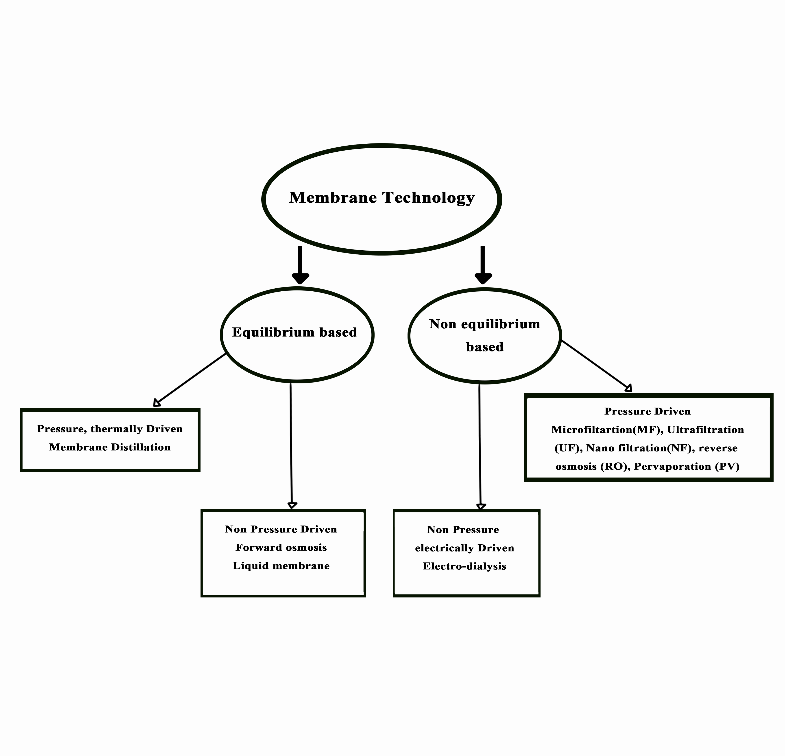 Membrane Technology
Equilibrium based
Non equilibrium
based
Pressure, thermally Driven
Membrane Distillation
Pressure Driven
Microfiltartion(MF), Ultrafiltration
(UF), Nano filtration(NF), reverse
osmosis (RO), Pervaporation (PV)
Non Pressure Driven
Forward osmosis
Liquid membrane
Non Pressure
electrically Driven
Electro-dialysis